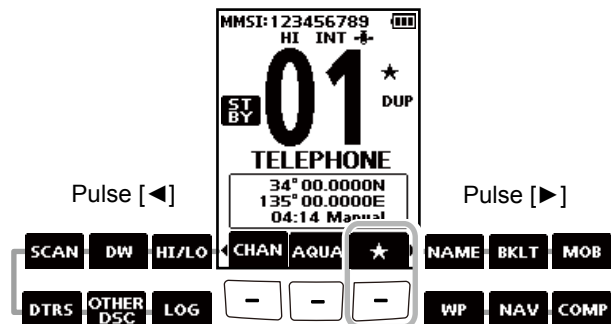 MMSI:123456789
HI INT
01
★
ST
BY
DUP
TELEPHONE
34°00.0000N
135°00.0000E
04:14 Manual
Pulse [◄]
Pulse [►]
SCAN DW HI/LO CHAN AQUA ★ NAME BKLT MOB
DTRS OTHER
DSC LOG - - - WP NAV COMP